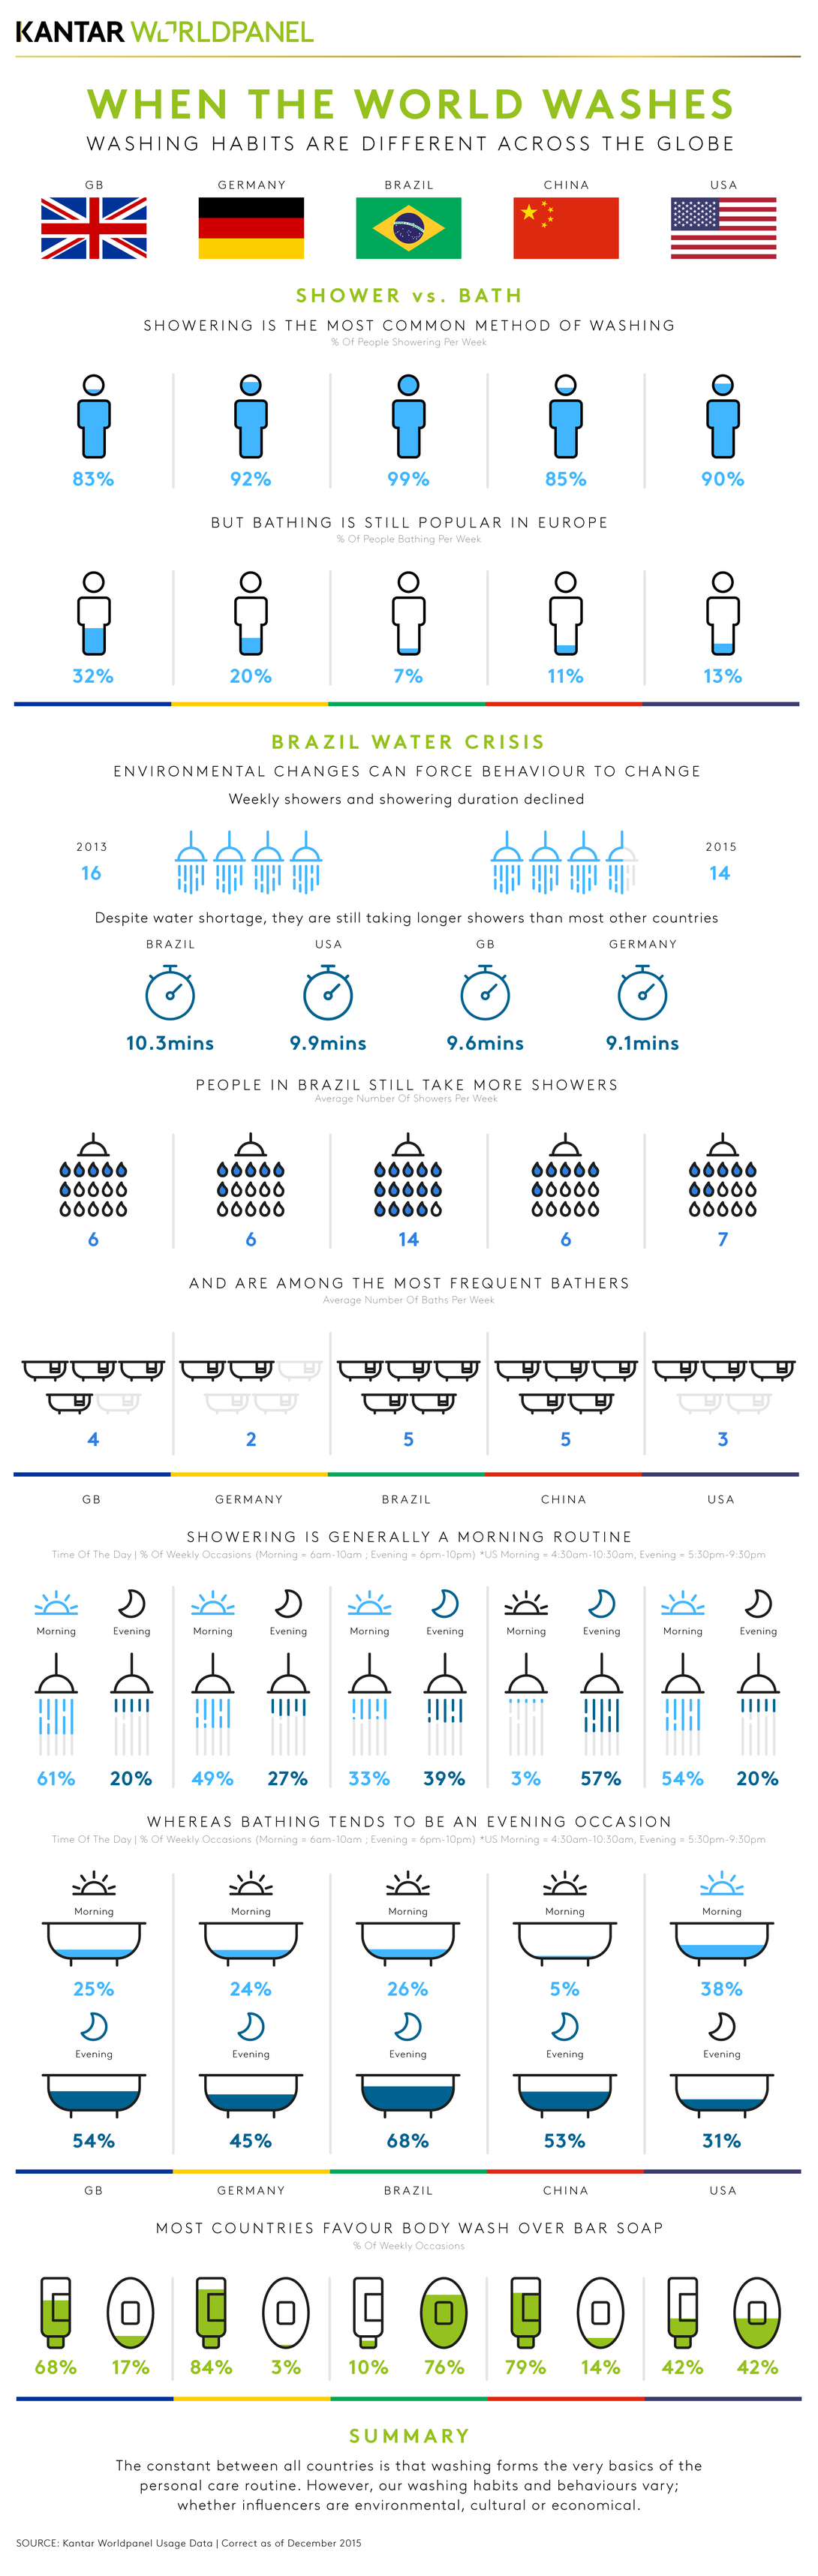 KANTAR WORLDPANEL
WHEN THE WORLD WASHES
WASHING HABITS ARE DIFFERENT ACROSS THE GLOBE
GB GERMANY BRAZIL CHINA USA
SHOWER vs. BATH
SHOWERING IS THE MOST COMMON METHOD OF WASHING
% Of People Showering Per Week
83% 92% 99% 85% 90%
BUT BATHING IS STILL POPULAR IN EUROPE
% Of People Bathing Per Week
32% 20% 7% 11% 13%
BRAZIL WATER CRISIS
ENVIRONMENTAL CHANGES CAN FORCE BEHAVIOUR TO CHANGE
Weekly showers and showering duration declined
2013 2015
16 14
Despite water shortage, they are still taking longer showers than most other countries
BRAZIL USA GB GERMANY
10.3mins 9.9mins 9.6mins 9.1mins
PEOPLE IN BRAZIL STILL TAKE MORE SHOWERS
Average Number Of Showers Per Week
6 6 14 6 7
AND ARE AMONG THE MOST FREQUENT BATHERS
Average Number Of Baths Per Week
4 2 5 5 3
GB GERMANY BRAZIL CHINA USA
SHOWERING IS GENERALLY A MORNING ROUTINE
Time Of The Day | % Of Weekly Occasions (Morning = 6am-10am ; Evening = 6pm-10pm) *US Morning = 4:30am-10:30am, Evening = 5:30pm-9:30pm
Morning Evening Morning Evening Morning Evening Morning Evening Morning Evening
61% 20% 49% 27% 33% 39% 3% 57% 54% 20%
WHEREAS BATHING TENDS TO BE AN EVENING OCCASION
Time Of The Day | % Of Weekly Occasions (Morning = 6am-10am ; Evening = 6pm-10pm) *US Morning = 4:30am-10:30am, Evening = 5:30pm-9:30pm
Morning Morning Morning Morning Morning
25% 24% 26% 5% 38%
Evening Evening Evening Evening Evening
54% 45% 68% 53% 31%
GB GERMANY BRAZIL CHINA USA
MOST COUNTRIES FAVOUR BODY WASH OVER BAR SOAP
% Of Weekly Occasions
68% 17% 84% 3% 10% 76% 79% 14% 42% 42%
SUMMARY
The constant between all countries is that washing forms the very basics of the
personal care routine. However, our washing habits and behaviours vary;
whether influencers are environmental, cultural or economical.
SOURCE: Kantar Worldpanel Usage Data | Correct as of December 2015